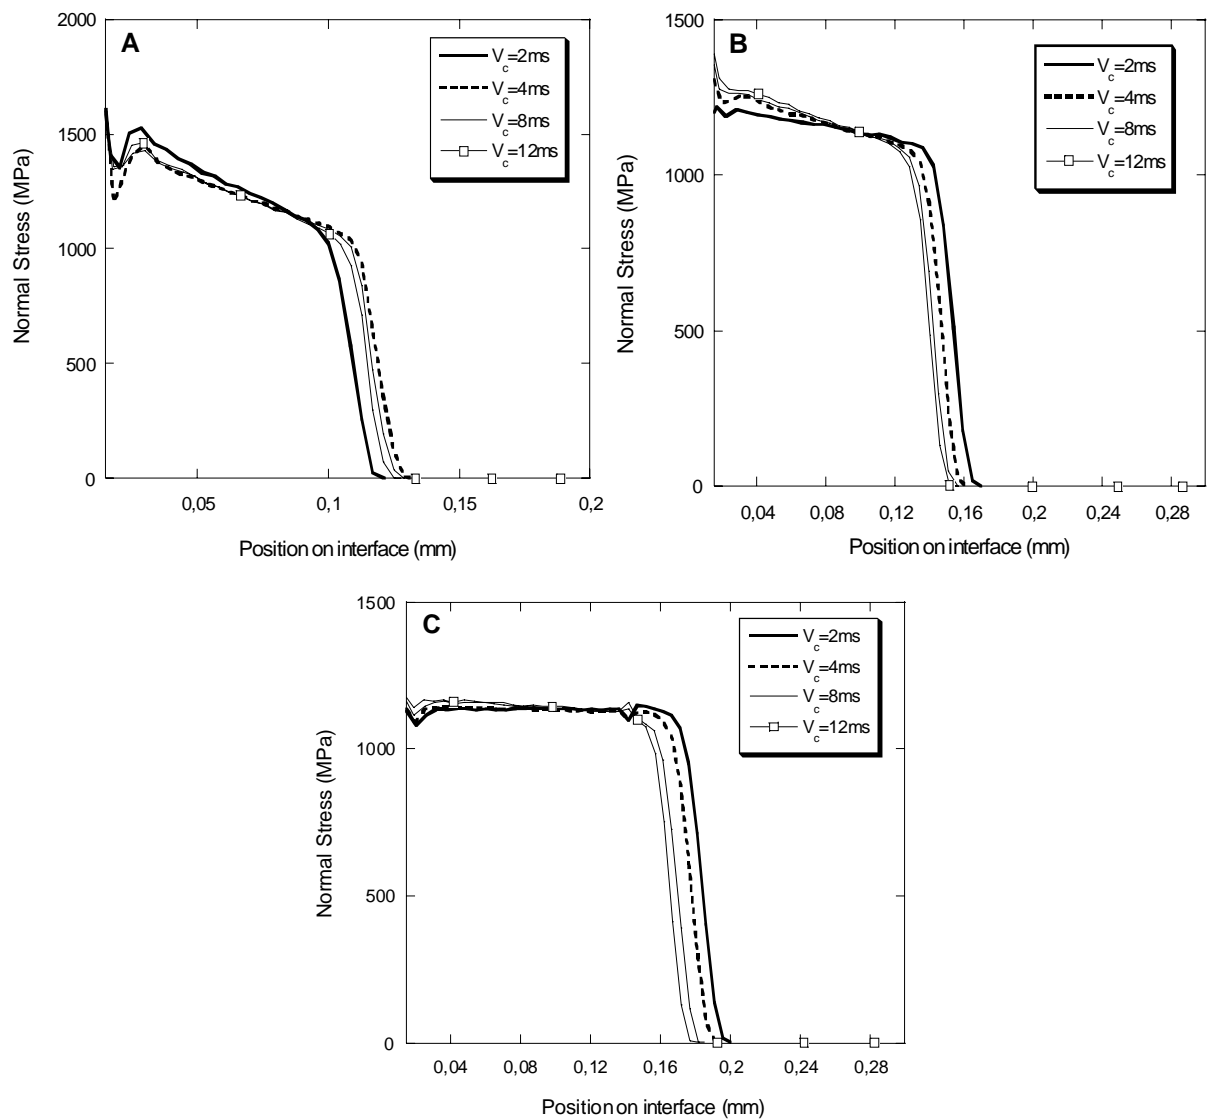 A
2000
1500
1000
500
0
0,05
0,1
0,15
0,2
Normal Stress (MPa)
Position on interface (mm)
V c=2ms
V c=4ms
V c=8ms
V c=12ms
B
1500
1000
500
0
0,04
0,08
0,12
0,16
0,2
0,24
0,28
Normal Stress (MPa)
Position on interface (mm)
V c=2ms
V c=4ms
V c=8ms
V c=12ms
C
1500
1000
500
0
0,04
0,08
0,12
0,16
0,2
0,24
0,28
Normal Stress (MPa)
Position on interface (mm)
V c=2ms
V c=4ms
V c=8ms
V c=12ms